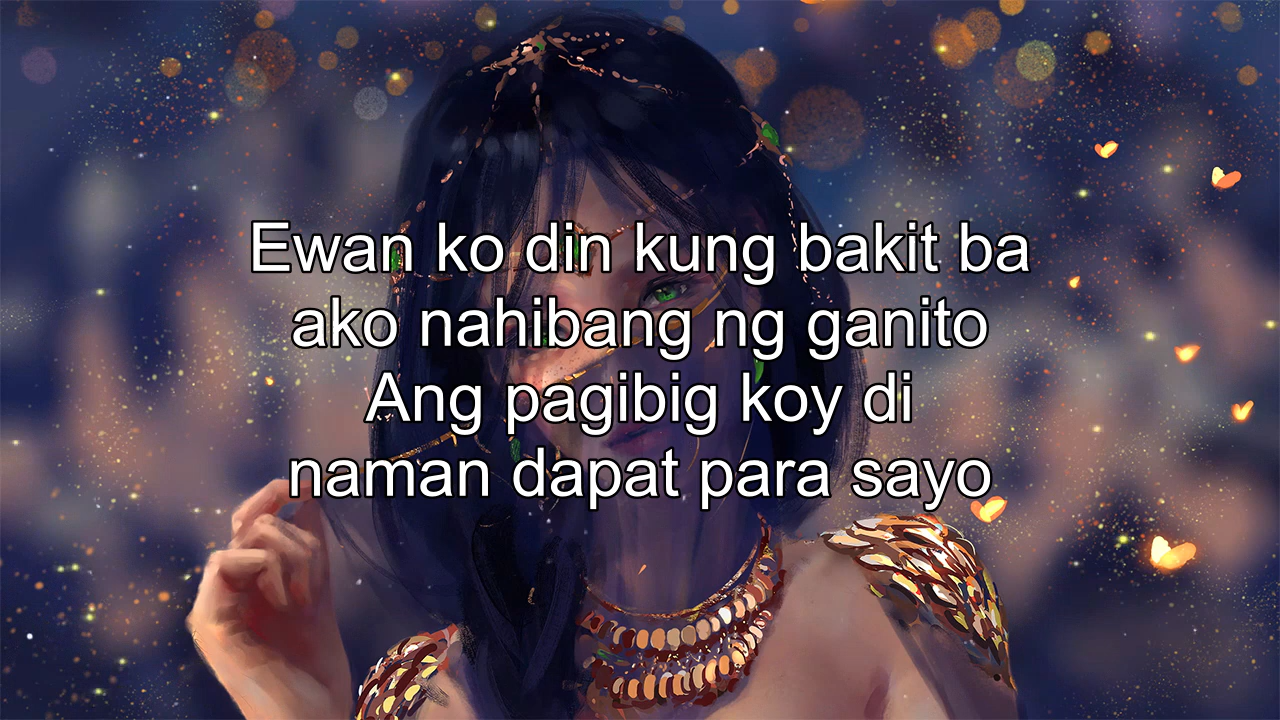 Ewan ko din kung bakit ba
ako nahibang ng ganito
Ang pagibig koy di
naman dapat para sayo